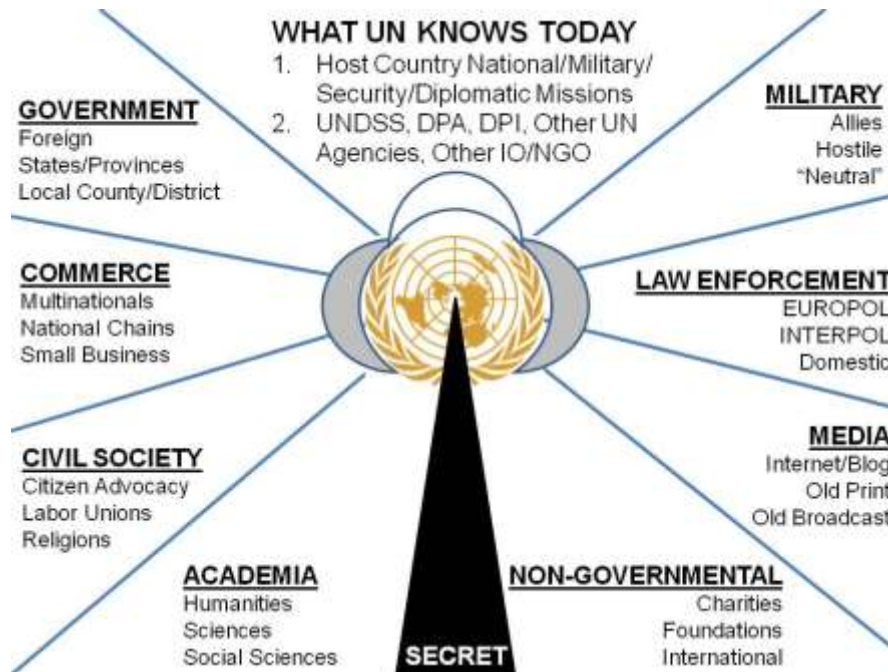 WHAT UN KNOWS TODAY
1. Host Country National/Military/
Security/Diplomatic Missions
2. UNDSS, DPA, DPI, Other UN
Agencies, Other IO/NGO
GOVERNMENT
Foreign
States/Provinces
Local County/District
MILITARY
Allies
Hostile
“Neutral”
COMMERCE
Multinationals
National Chains
Small Business
LAW ENFORCEMENT
EUROPOL
INTERPOL
Domestic
CIVIL SOCIETY
Citizen Advocacy
Labor Unions
Religions
MEDIA
Internet/Blog
Old Print
Old Broadcast
ACADEMIA
Humanities
Sciences
Social Sciences
SECRET
NON-GOVERNMENTAL
Charities
Foundations
International